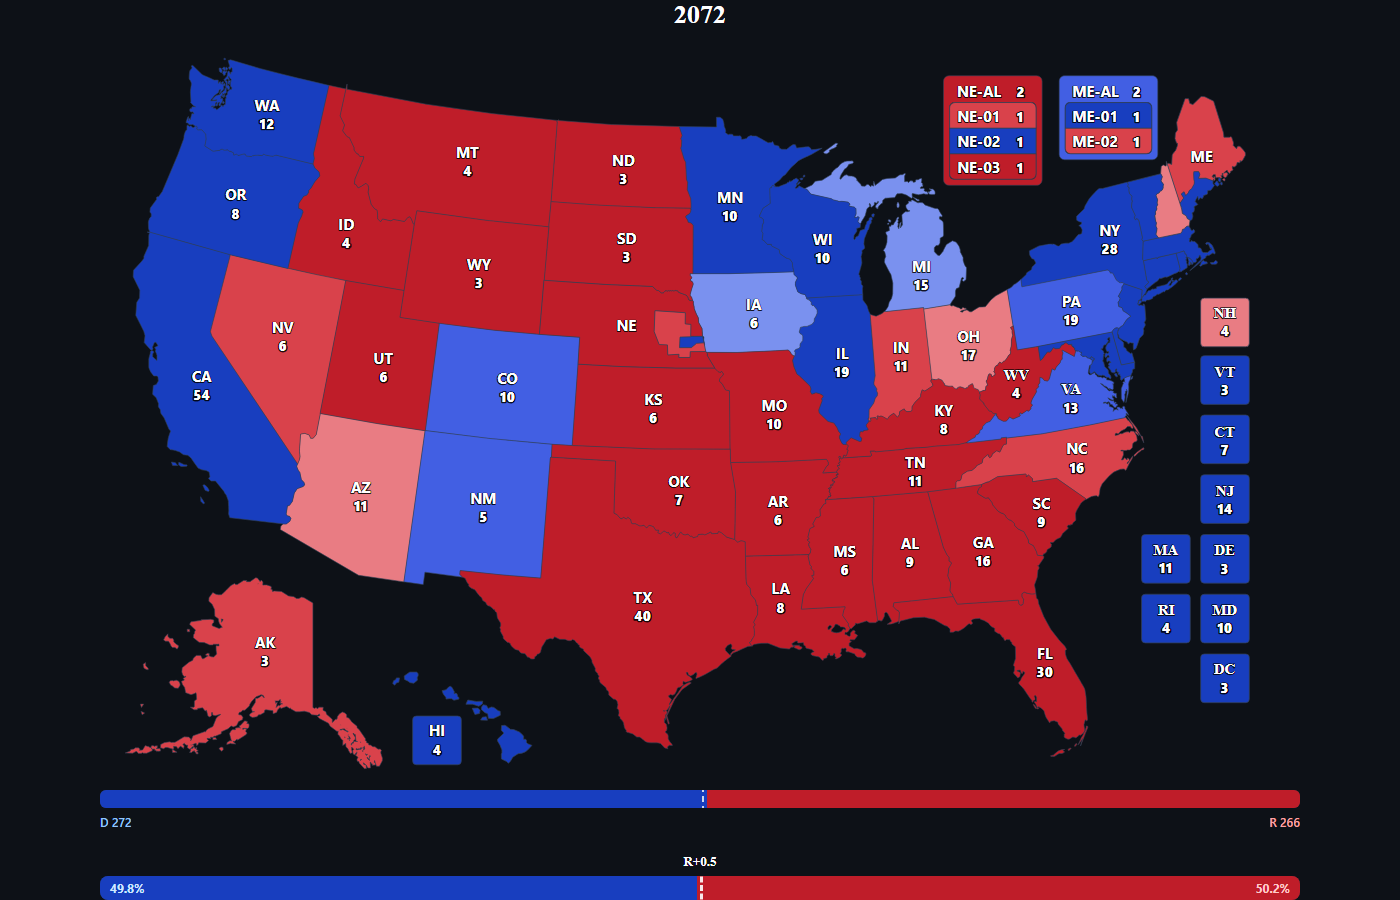 2072
NE-AL 2
NE-01 1
NE-02 1
NE-03 1
ME-AL 2
ME-01 1
ME-02 1
WA
12
OR
8
CA
54
NV
6
ID
4
MT
4
WY
3
UT
6
AZ
11
CO
10
NM
5
ND
3
SD
3
NE
KS
6
OK
7
TX
40
MN
10
IA
6
MO
10
AR
6
LA
8
WI
10
IL
19
MI
15
IN
11
OH
17
KY
8
TN
11
MS
6
AL
9
GA
16
FL
30
SC
9
NC
16
VA
13
WV
4
PA
19
NY
28
ME
NH
4
VT
3
CT
7
NJ
14
MA
11
DE
3
RI
4
MD
10
DC
3
AK
3
HI
4
D 272
R 266
R+0.5
49.8%
50.2%